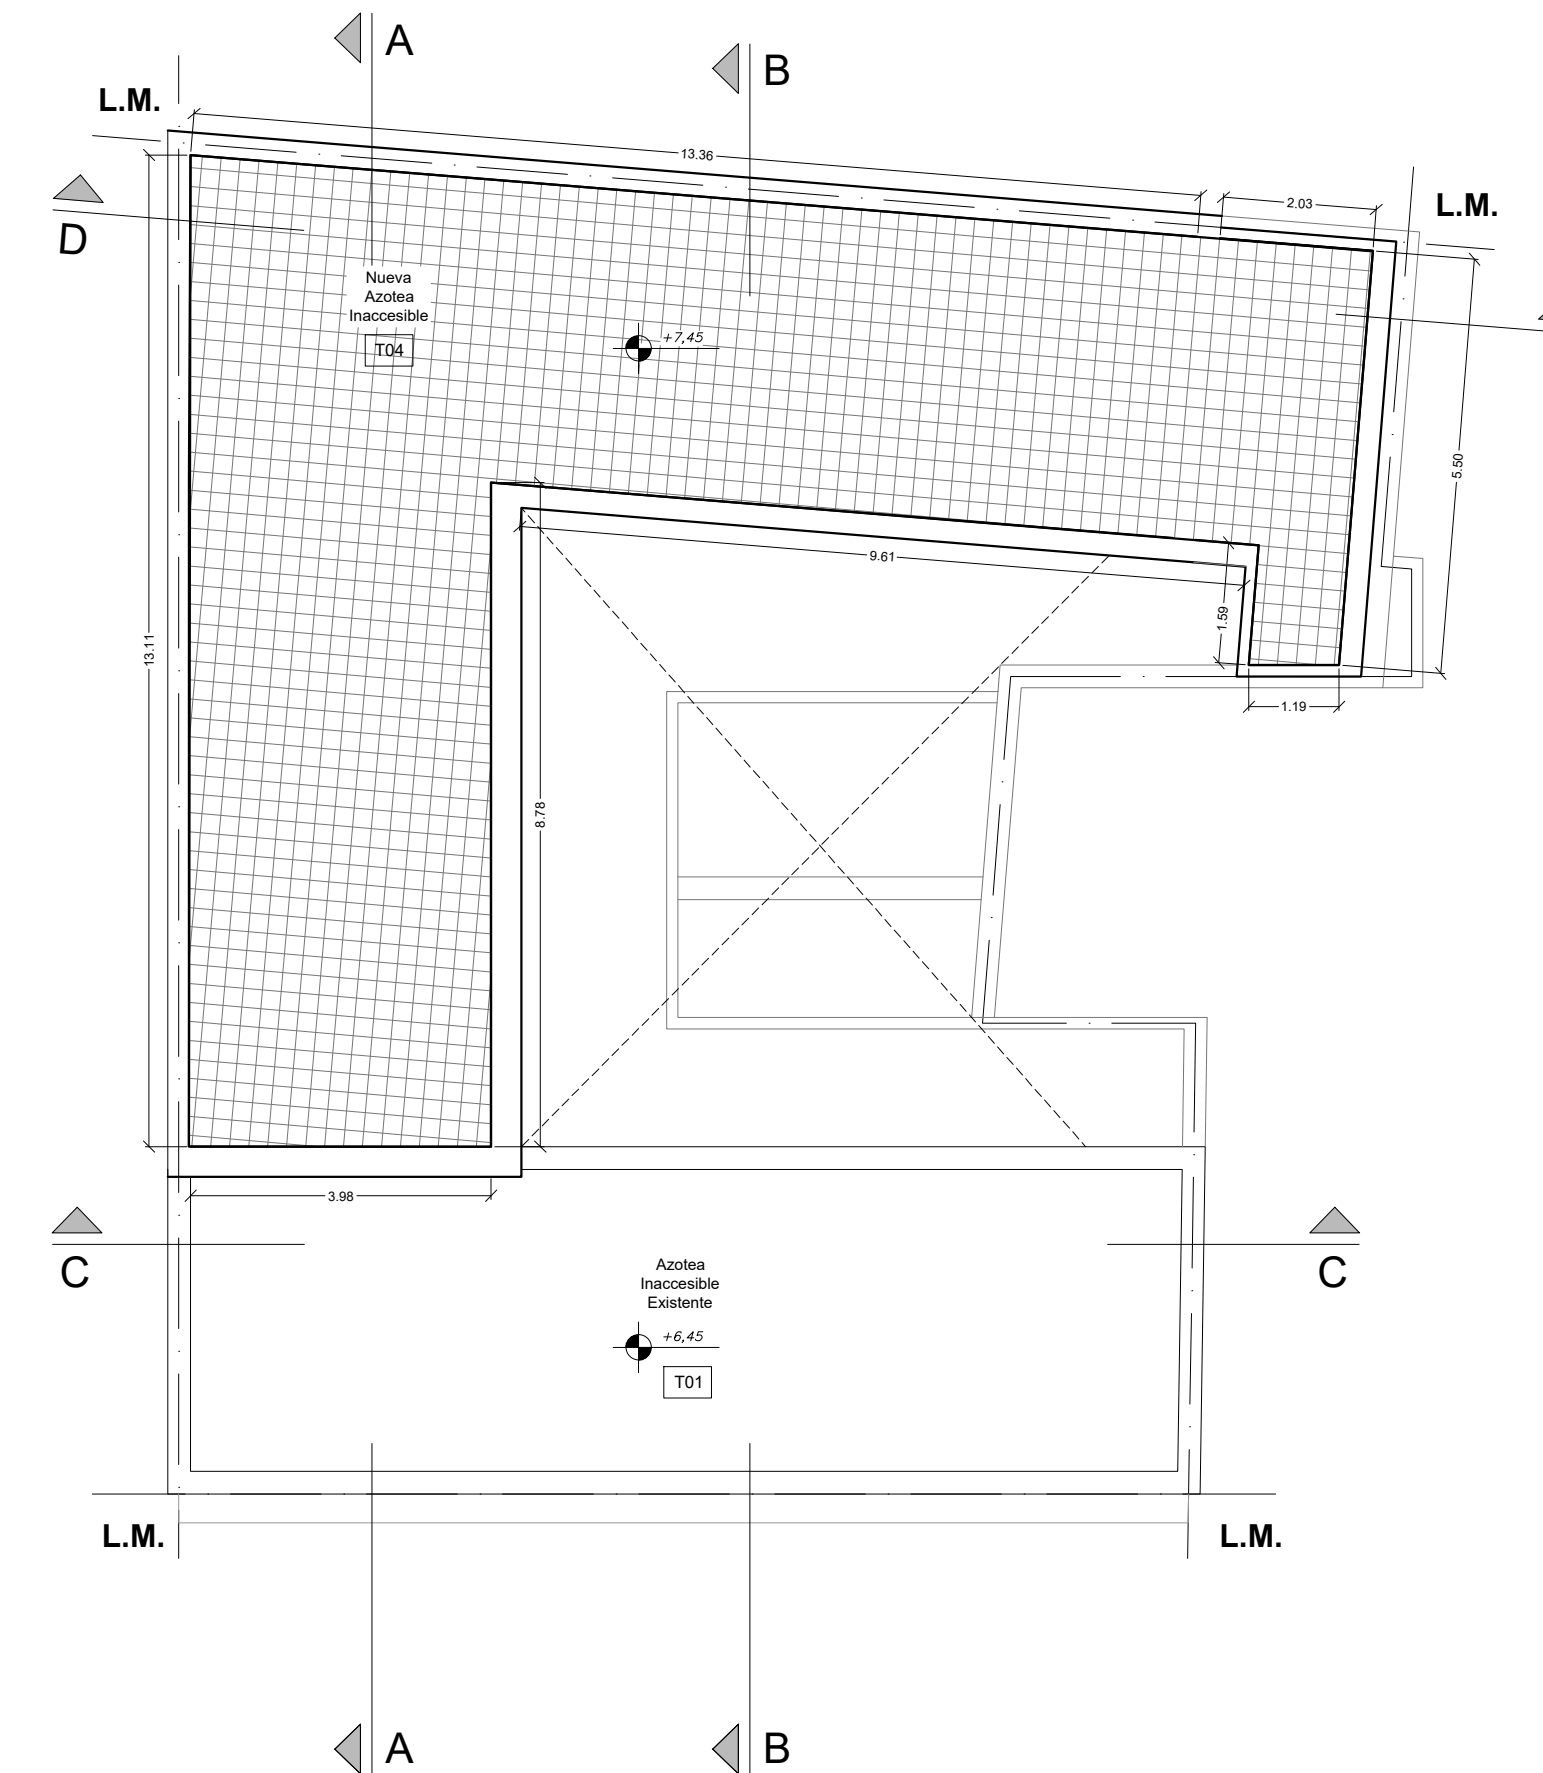 A
B
L.M.
13.36
2.03
L.M.
D
Nueva
Azotea
Inaccesible
T04
+7,45
5.50
9.61
1.59
13.11
1.19
8.78
3.98
C
C
Azotea
Inaccesible
Existente
+6,45
T01
L.M.
L.M.
A
B